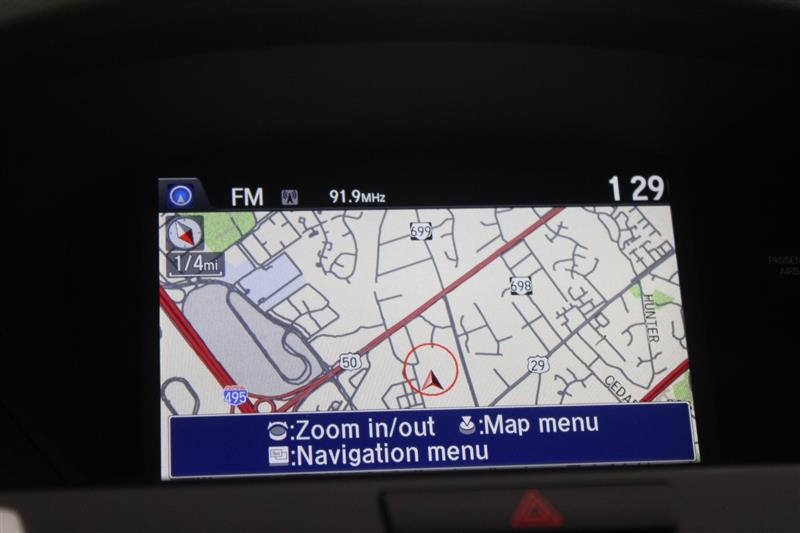 FM 91.9MHz 1 29
699
1/4mi
698
HUNTER
50
29
495
:Zoom in/out :Map menu
:Navigation menu